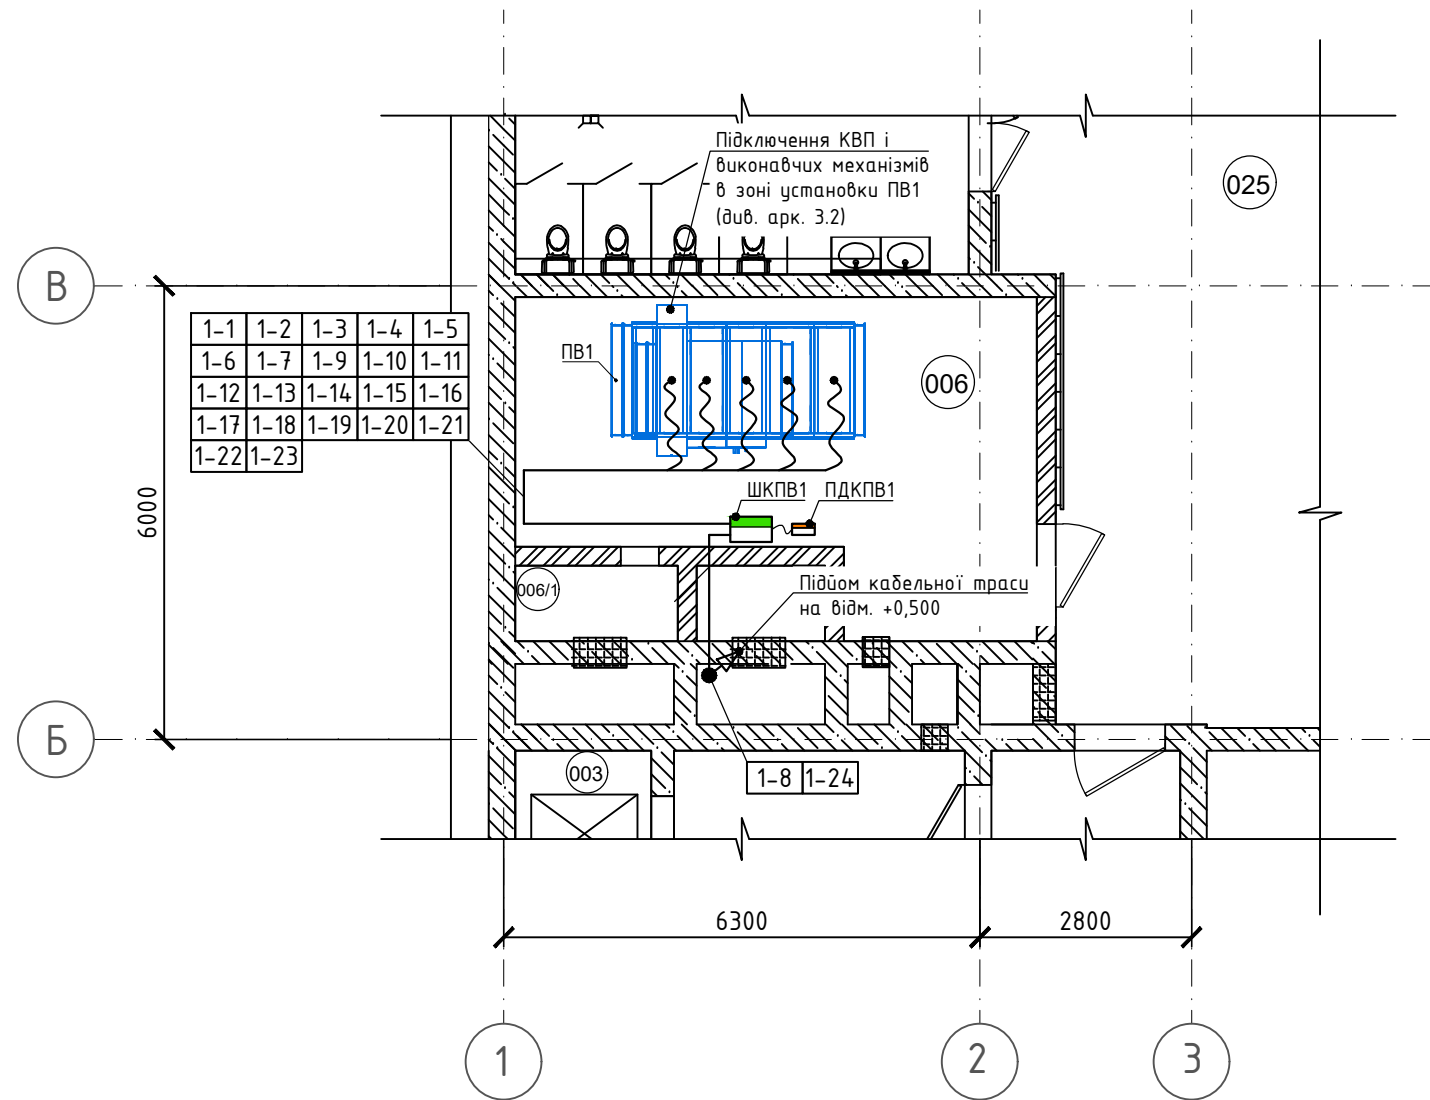 Підключення КВП і
виконавчих механізмів
в зоні установки ПВ1
(див. арк. 3.2)
025
В
1-1 1-2 1-3 1-4 1-5
1-6 1-7 1-9 1-10 1-11
1-12 1-13 1-14 1-15 1-16
1-17 1-18 1-19 1-20 1-21
1-22 1-23
ПВ1
006
6000
ШКПВ1
ПДКПВ1
006/1
Підйом кабельної траси
на відм. +0,500
Б
003
1-8 1-24
6300
2800
1
2
3